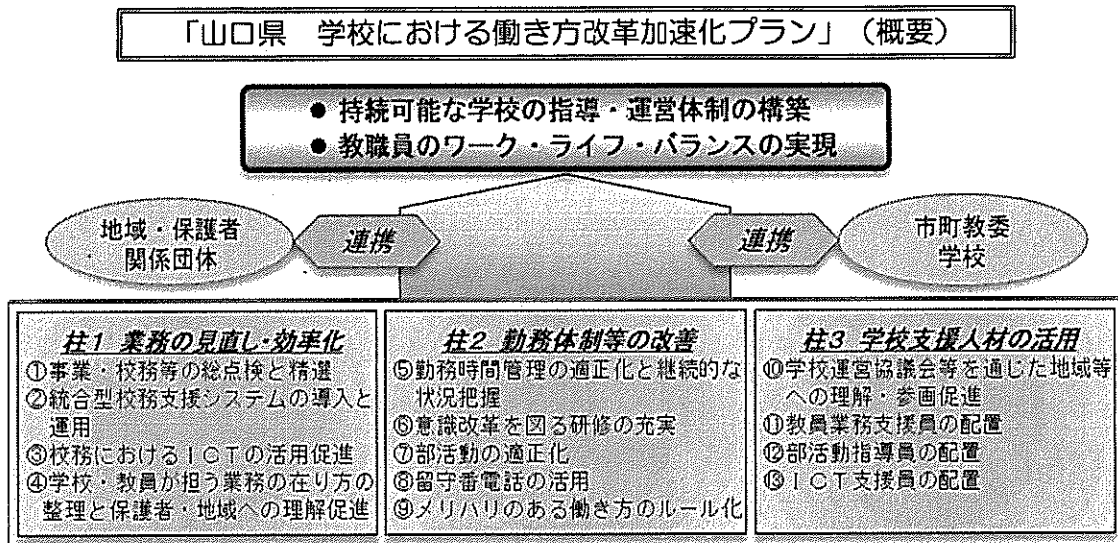 「山口県　学校における働き方改革加速化プラン」（概要）
● 持続可能な学校の指導・運営体制の構築
● 教職員のワーク・ライフ・バランスの実現
地域・保護者
関係団体
連携
連携
市町教委
学校
柱1 業務の見直し・効率化
①事業・校務等の総点検と精選
②統合型校務支援システムの導入と
運用
③校務におけるＩＣＴの活用促進
④学校・教員が担う業務の在り方の
整理と保護者・地域への理解促進
柱2 勤務体制等の改善
⑤勤務時間管理の適正化と継続的な
状況把握
⑥意識改革を図る研修の充実
⑦部活動の適正化
⑧留守番電話の活用
⑨メリハリのある働き方のルール化
柱3 学校支援人材の活用
⑩学校運営協議会等を通じた地域等
への理解・参画促進
⑪教員業務支援員の配置
⑫部活動指導員の配置
⑬ＩＣＴ支援員の配置